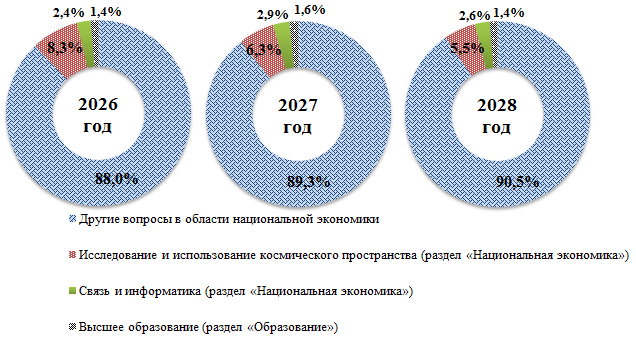 2,4% 1,4% 2,9% 1,6% 2,6% 1,4%
8,3% 6,3% 5,5%
2026 2027 2028
год год год
88,0% 89,3% 90,5%
Другие вопросы в области национальной экономики
Исследование и использование космического пространства (раздел «Национальная экономика»)
Связь и информатика (раздел «Национальная экономика»)
Высшее образование (раздел «Образование»)